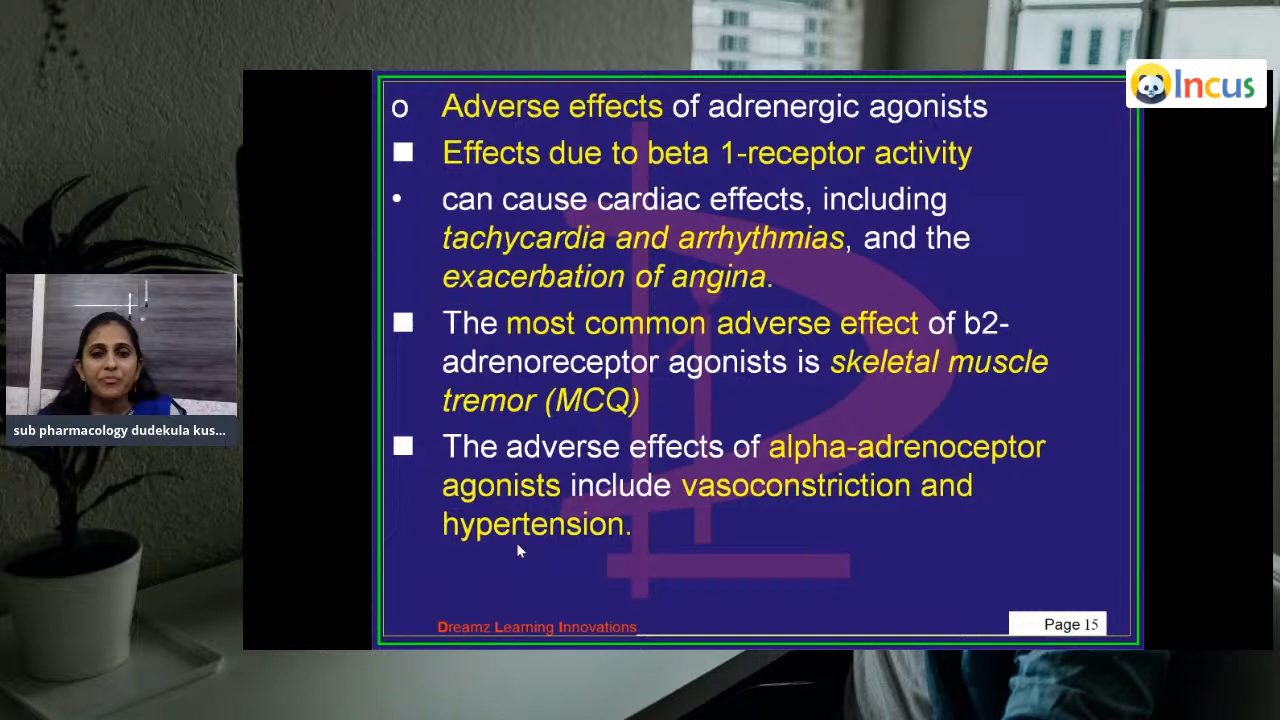 Incus
o Adverse effects of adrenergic agonists
■ Effects due to beta 1-receptor activity
• can cause cardiac effects, including
tachycardia and arrhythmias, and the
exacerbation of angina.
■ The most common adverse effect of b2-
adrenoreceptor agonists is skeletal muscle
tremor (MCQ)
■ The adverse effects of alpha-adrenoceptor
agonists include vasoconstriction and
hypertension.
sub pharmacology dudekula kus...
Dreamz Learning Innovations
Page 15